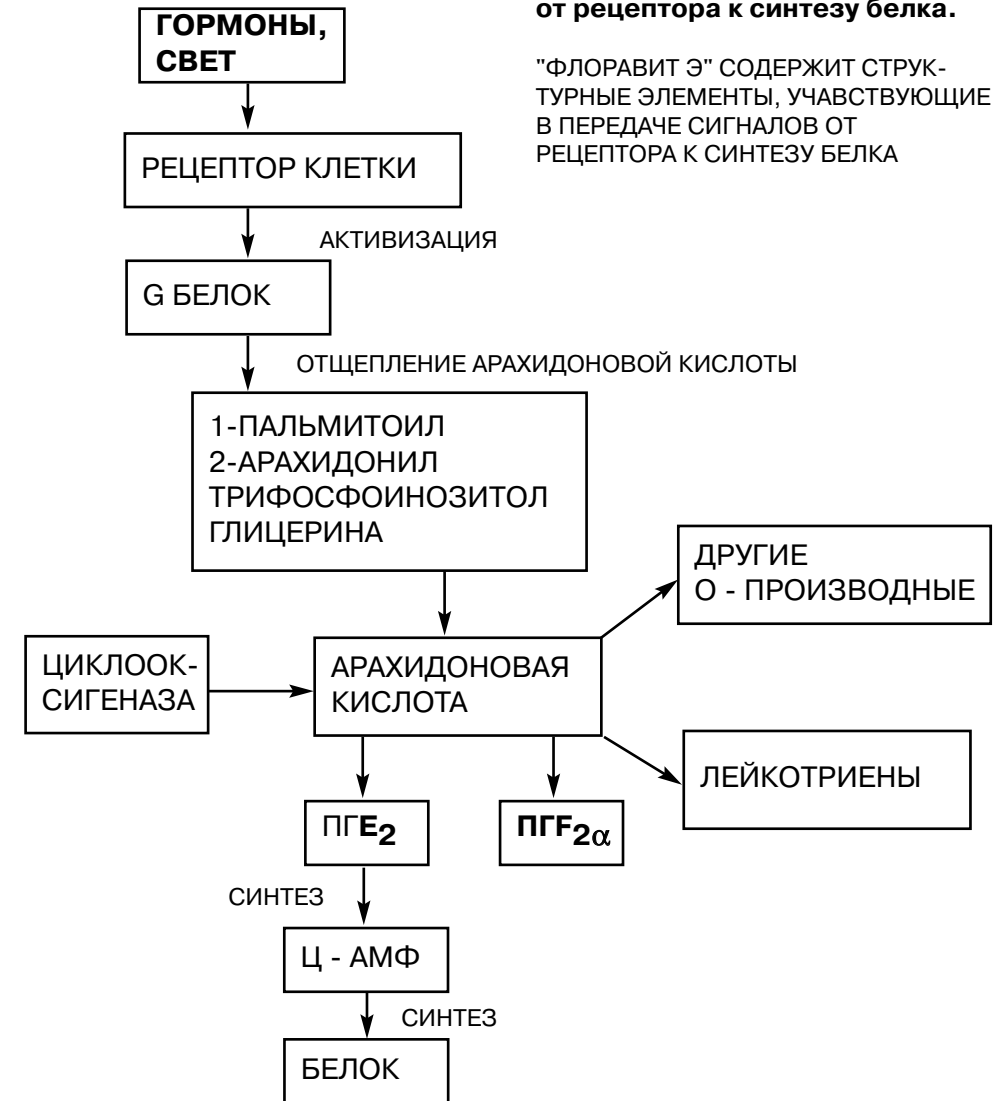 от рецептора к синтезу белка.
"ФЛОРАВИТ Э" СОДЕРЖИТ СТРУК-
ТУРНЫЕ ЭЛЕМЕНТЫ, УЧАВСТВУЮЩИЕ
В ПЕРЕДАЧЕ СИГНАЛОВ ОТ
РЕЦЕПТОРА К СИНТЕЗУ БЕЛКА
ГОРМОНЫ,
СВЕТ
РЕЦЕПТОР КЛЕТКИ
АКТИВИЗАЦИЯ
G БЕЛОК
ОТЩЕПЛЕНИЕ АРАХИДОНОВОЙ КИСЛОТЫ
1-ПАЛЬМИТОИЛ
2-АРАХИДОНИЛ
ТРИФОСФОИНОЗИТОЛ
ГЛИЦЕРИНА
ДРУГИЕ
О - ПРОИЗВОДНЫЕ
ЦИКЛООК-
СИГЕНАЗА
АРАХИДОНОВАЯ
КИСЛОТА
ЛЕЙКОТРИЕНЫ
ПГЕ2
ПГF2α
СИНТЕЗ
Ц - АМФ
СИНТЕЗ
БЕЛОК